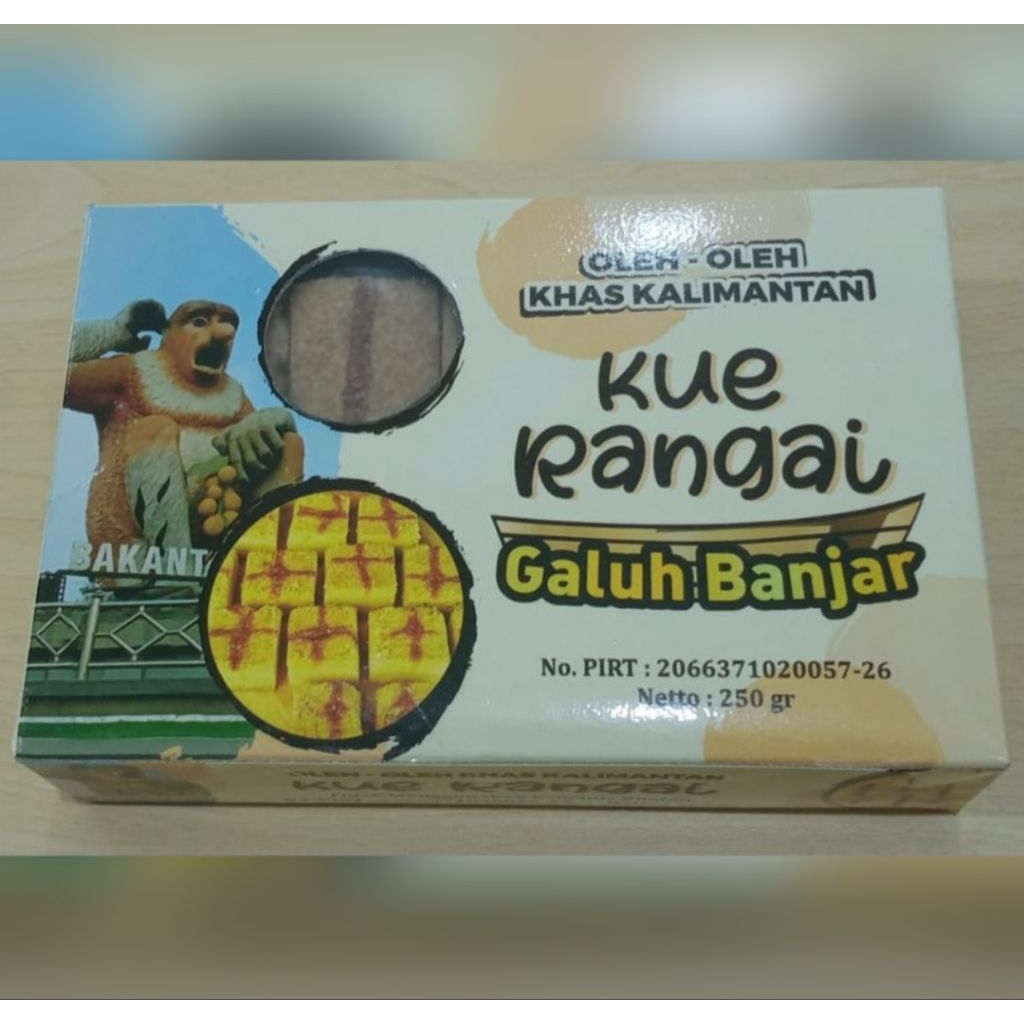 OLEH - OLEH
KHAS KALIMANTAN
Kue
Rangai
Galuh Banjar
No. PIRT : 2066371020057-26
Netto : 250 gr
BAKANT
OLEH - OLEH KHAS KALIMANTAN
Kue Rangai